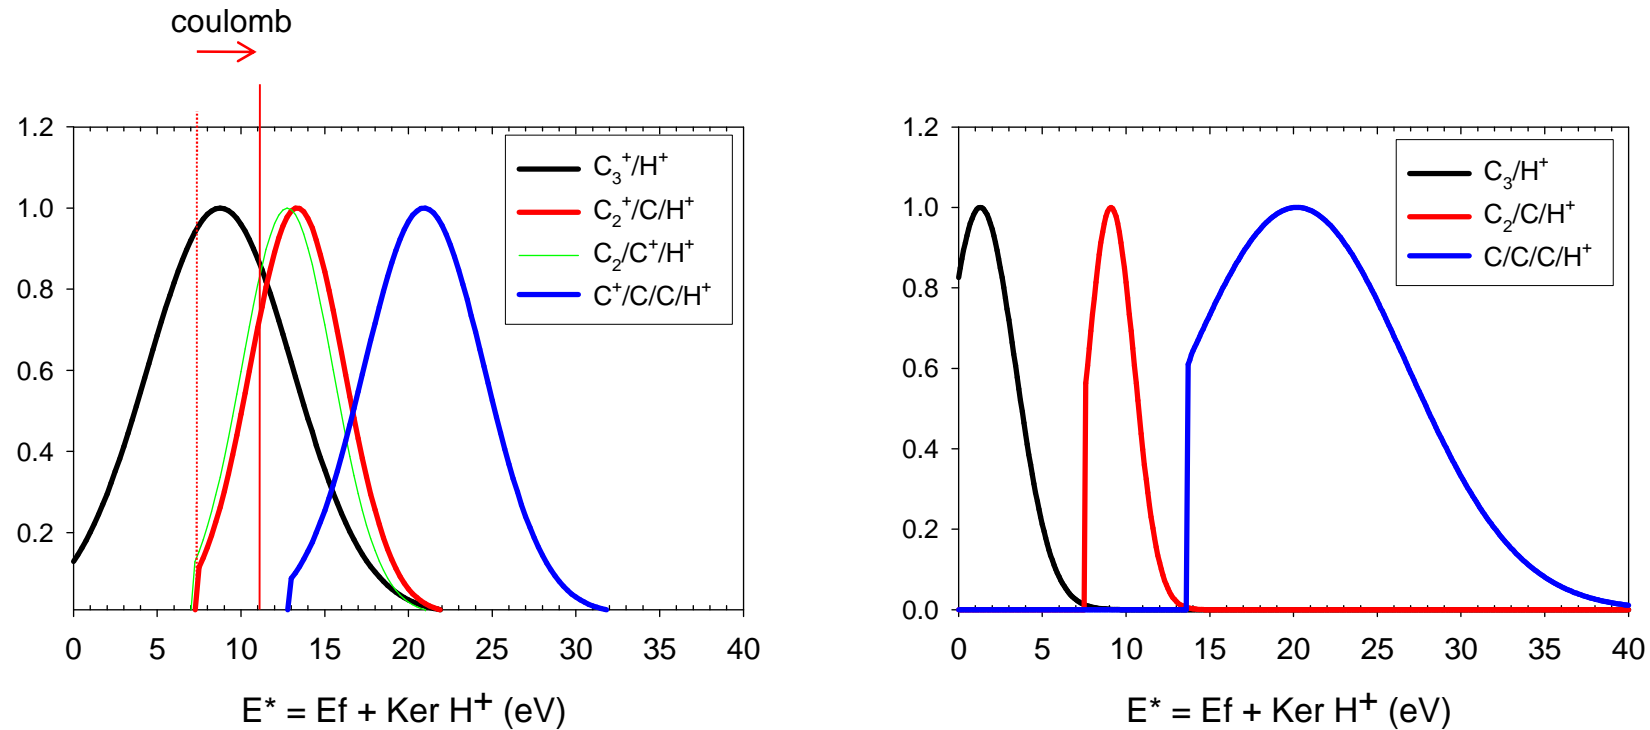 coulomb
1.2
1.0
0.8
0.6
0.4
0.2
0 5 10 15 20 25 30 35 40
E* = Ef + Ker H⁺ (eV)
C₃⁺/H⁺
C₂⁺/C/H⁺
C₂/C⁺/H⁺
C⁺/C/C/H⁺
1.2
1.0
0.8
0.6
0.4
0.2
0.0
0 5 10 15 20 25 30 35 40
E* = Ef + Ker H⁺ (eV)
C₃/H⁺
C₂/C/H⁺
C/C/C/H⁺